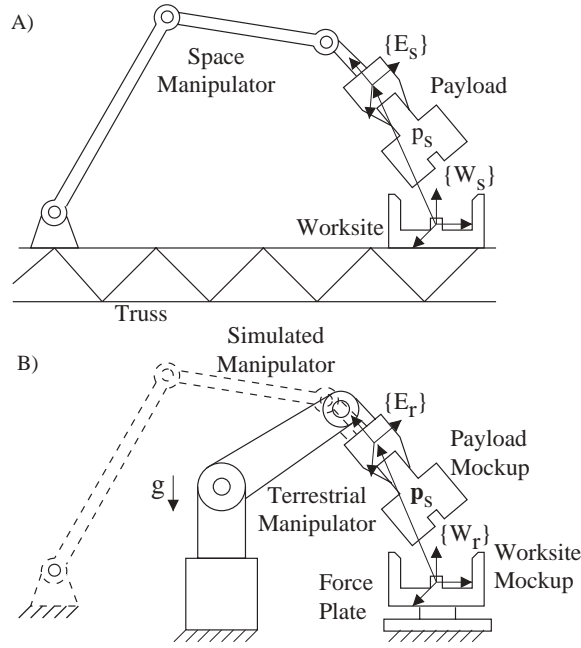 A)
{E_s}
Space
Manipulator
Payload
p_s
{W_s}
Worksite
Truss
B)
Simulated
Manipulator
{E_r}
Payload
Mockup
g
Terrestrial
Manipulator
p_s
{W_r}
Worksite
Mockup
Force
Plate